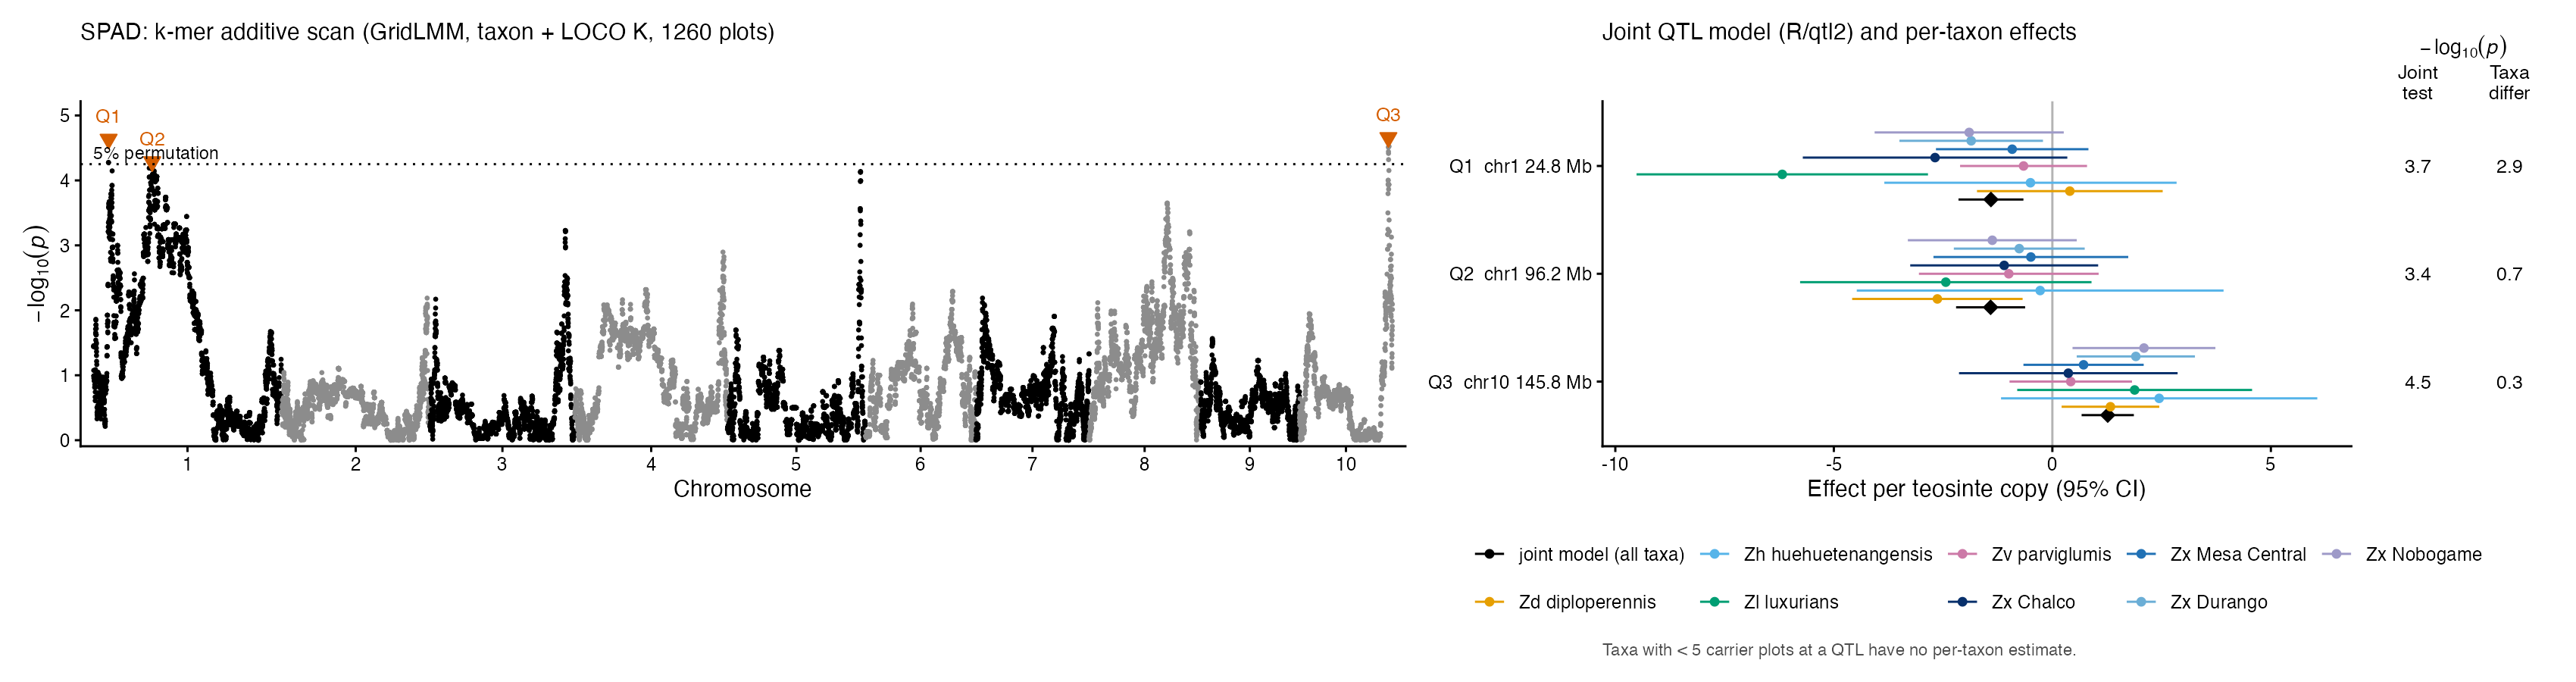 SPAD: k-mer additive scan (GridLMM, taxon + LOCO K, 1260 plots)
Q1
Q2
Q3
5% permutation
−log₁₀(p)
5
4
3
2
1
0
1 2 3 4 5 6 7 8 9 10
Chromosome
Joint QTL model (R/qtl2) and per-taxon effects
−log₁₀(p)
Joint test
Taxa differ
Q1 chr1 24.8 Mb 3.7 2.9
Q2 chr1 96.2 Mb 3.4 0.7
Q3 chr10 145.8 Mb 4.5 0.3
-10 -5 0 5
Effect per teosinte copy (95% CI)
joint model (all taxa) Zh huehuetenangensis Zv parviglumis Zx Mesa Central Zx Nobogame
Zd diploperennis Zl luxurians Zx Chalco Zx Durango
Taxa with < 5 carrier plots at a QTL have no per-taxon estimate.